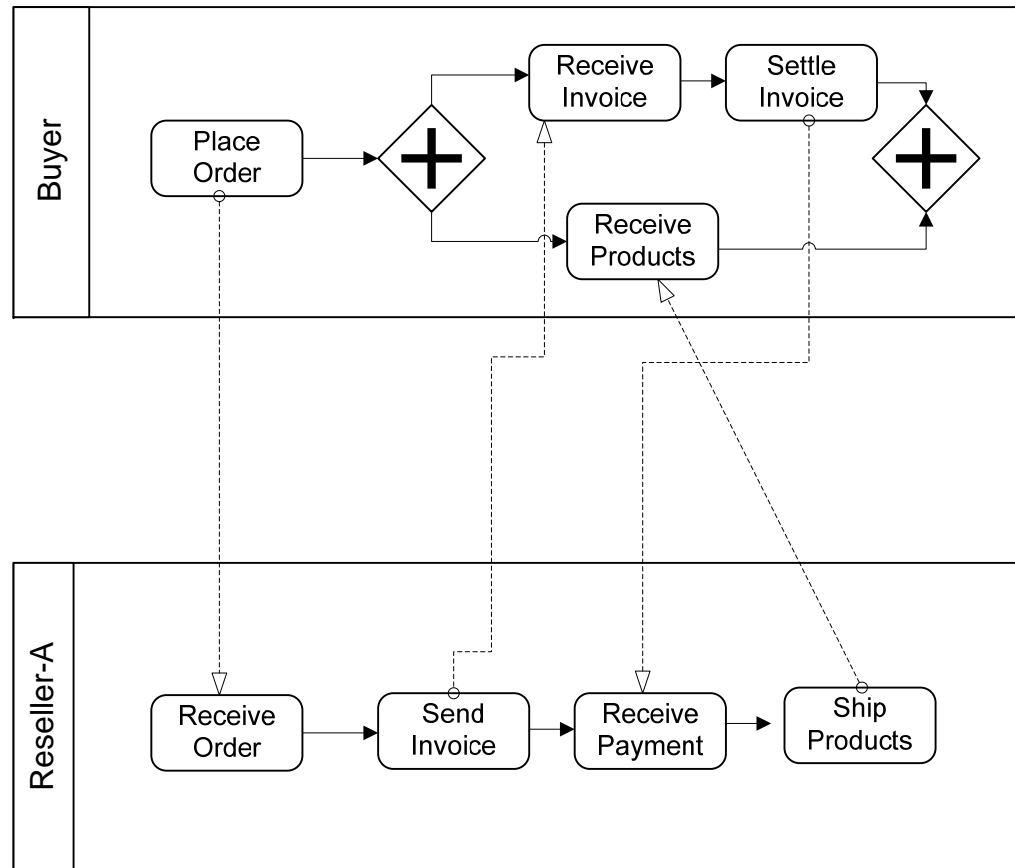 Buyer
Place
Order
Receive
Invoice
Settle
Invoice
Receive
Products
Reseller-A
Receive
Order
Send
Invoice
Receive
Payment
Ship
Products